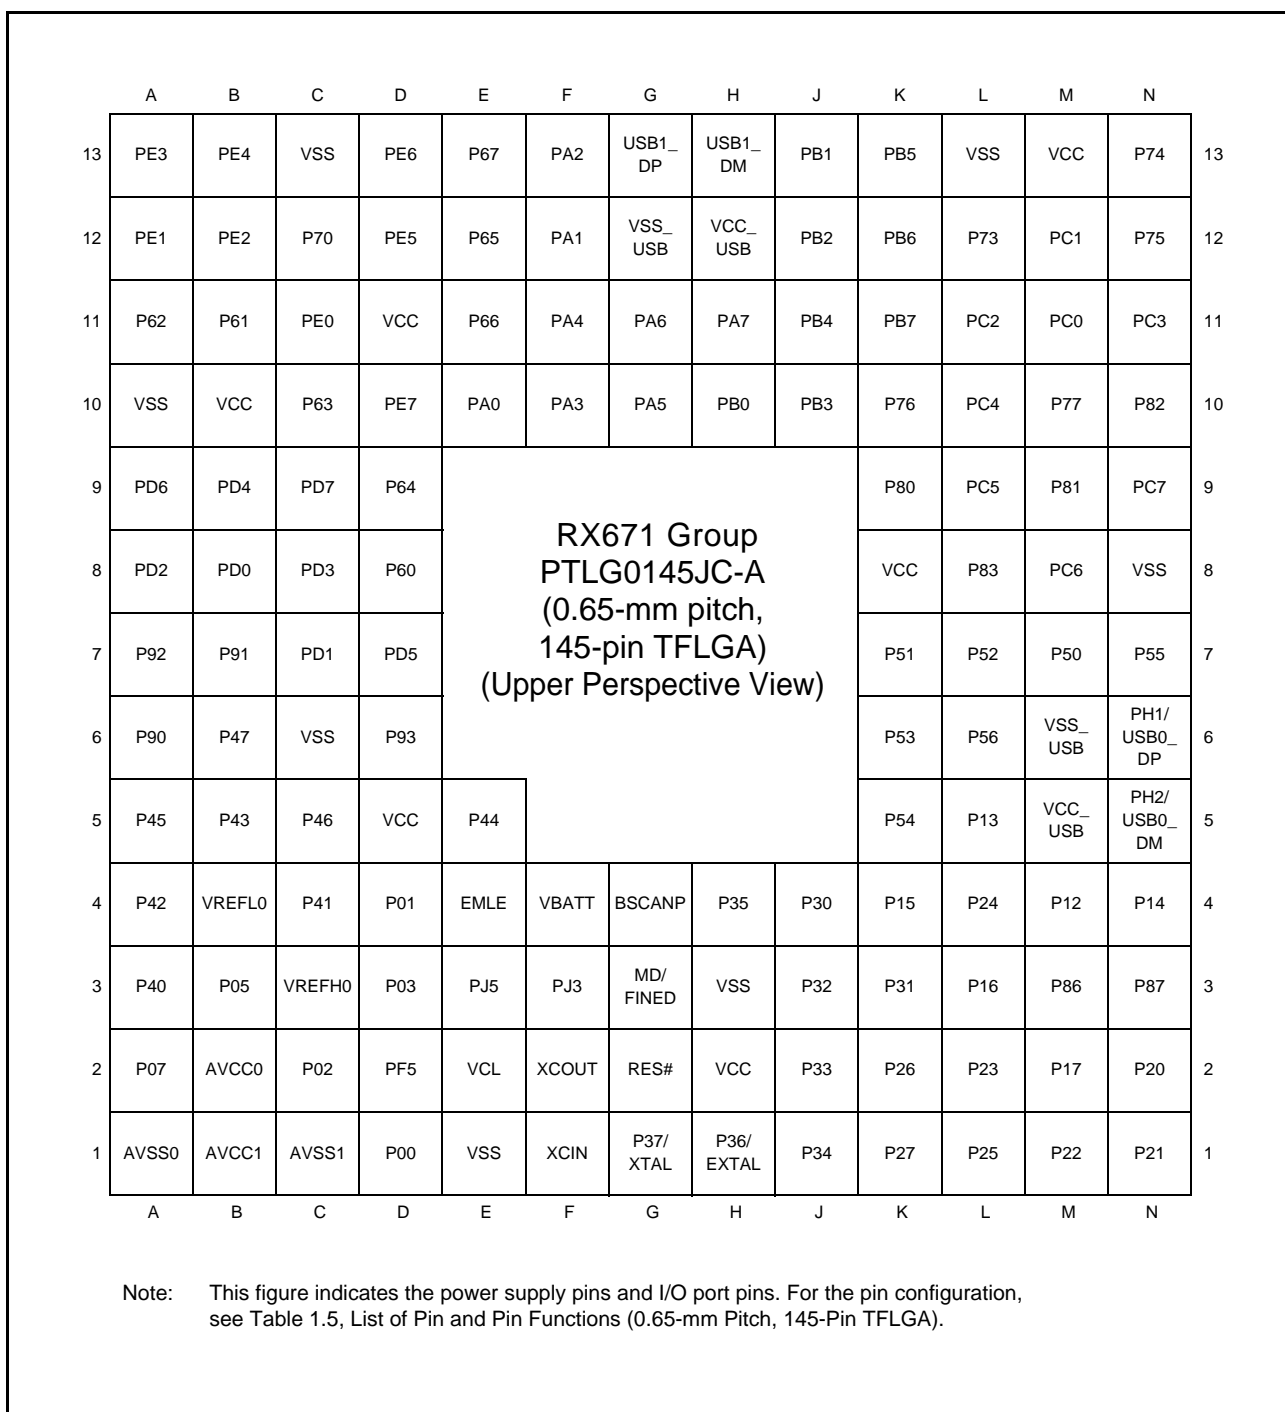 A B C D E F G H J K L M N
13 PE3 PE4 VSS PE6 P67 PA2 USB1_ DP USB1_ DM PB1 PB5 VSS VCC P74 13
12 PE1 PE2 P70 PE5 P65 PA1 VSS_ USB VCC_ USB PB2 PB6 P73 PC1 P75 12
11 P62 P61 PE0 VCC P66 PA4 PA6 PA7 PB4 PB7 PC2 PC0 PC3 11
10 VSS VCC P63 PE7 PA0 PA3 PA5 PB0 PB3 P76 PC4 P77 P82 10
9 PD6 PD4 PD7 P64 P80 PC5 P81 PC7 9
RX671 Group
8 PD2 PD0 PD3 P60 PTLG0145JC-A VCC P83 PC6 VSS 8
(0.65-mm pitch,
7 P92 P91 PD1 PD5 145-pin TFLGA) P51 P52 P50 P55 7
(Upper Perspective View)
6 P90 P47 VSS P93 P53 P56 VSS_ USB PH1/ USB0_ DP 6
5 P45 P43 P46 VCC P44 P54 P13 VCC_ USB PH2/ USB0_ DM 5
4 P42 VREFL0 P41 P01 EMLE VBATT BSCANP P35 P30 P15 P24 P12 P14 4
3 P40 P05 VREFH0 P03 PJ5 PJ3 MD/ FINED VSS P32 P31 P16 P86 P87 3
2 P07 AVCC0 P02 PF5 VCL XCOUT RES# VCC P33 P26 P23 P17 P20 2
1 AVSS0 AVCC1 AVSS1 P00 VSS XCIN P37/ XTAL P36/ EXTAL P34 P27 P25 P22 P21 1
A B C D E F G H J K L M N
Note: This figure indicates the power supply pins and I/O port pins. For the pin configuration,
see Table 1.5, List of Pin and Pin Functions (0.65-mm Pitch, 145-Pin TFLGA).